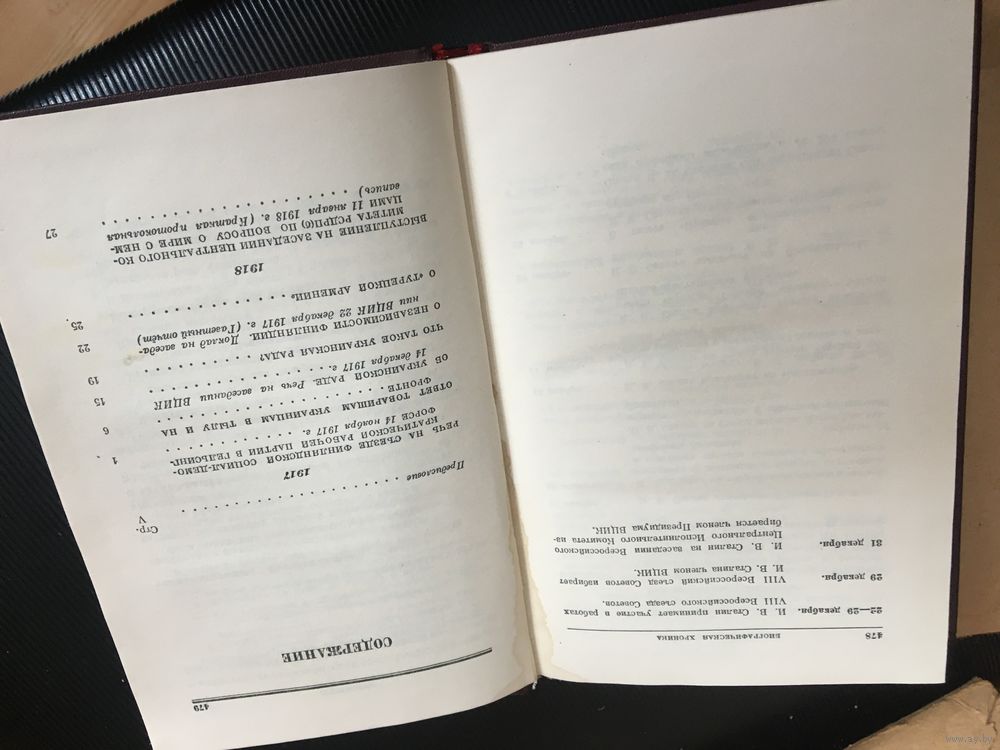 478
БИОГРАФИЧЕСКАЯ ХРОНИКА
22—29 декабря. И. В. Сталин принимает участие в работах
VIII Всероссийского съезда Советов.
29 декабря. VIII Всероссийский съезд Советов избирает
И. В. Сталина членом ВЦИК.
31 декабря. И. В. Сталин на заседании Всероссийского
Центрального Исполнительного Комитета из-
бирается членом Президиума ВЦИК.
479
СОДЕРЖАНИЕ
Стр.
Предисловие . . . . . . . . . . . . . . . . . . . . V
1917
РЕЧЬ НА СЪЕЗДЕ ФИНЛЯНДСКОЙ СОЦИАЛ-ДЕМО-
КРАТИЧЕСКОЙ РАБОЧЕЙ ПАРТИИ В ГЕЛЬСИНГ-
ФОРСЕ 14 ноября 1917 г. . . . . . . . . . . . 1
ОТВЕТ ТОВАРИЩАМ УКРАИНЦАМ В ТЫЛУ И НА
ФРОНТЕ . . . . . . . . . . . . . . . . . . 6
ОБ УКРАИНСКОЙ РАДЕ. Речь на заседании ВЦИК
14 декабря 1917 г. . . . . . . . . . . . . . . . 15
ЧТО ТАКОЕ УКРАИНСКАЯ РАДА? . . . . . . . . . 19
О НЕЗАВИСИМОСТИ ФИНЛЯНДИИ. Доклад на заседа-
нии ВЦИК 22 декабря 1917 г. (Газетный отчёт) 22
О «ТУРЕЦКОЙ АРМЕНИИ» . . . . . . . . . . . . 25
1918
ВЫСТУПЛЕНИЕ НА ЗАСЕДАНИИ ЦЕНТРАЛЬНОГО КО-
МИТЕТА РСДРП(б) ПО ВОПРОСУ О МИРЕ С НЕМ-
ЦАМИ 11 января 1918 г. (Краткая протокольная
запись) . . . . . . . . . . . . . . . . . . . . . 27
www.ay.by